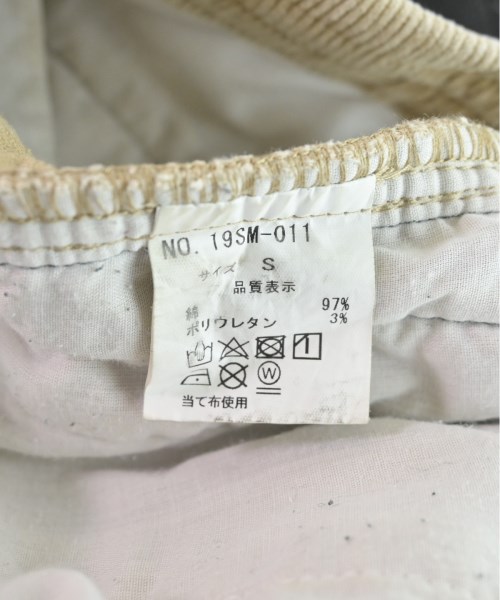 NO. 19SM-011
サイズ S
品質表示
綿 97%
ポリウレタン 3%
W
当て布使用